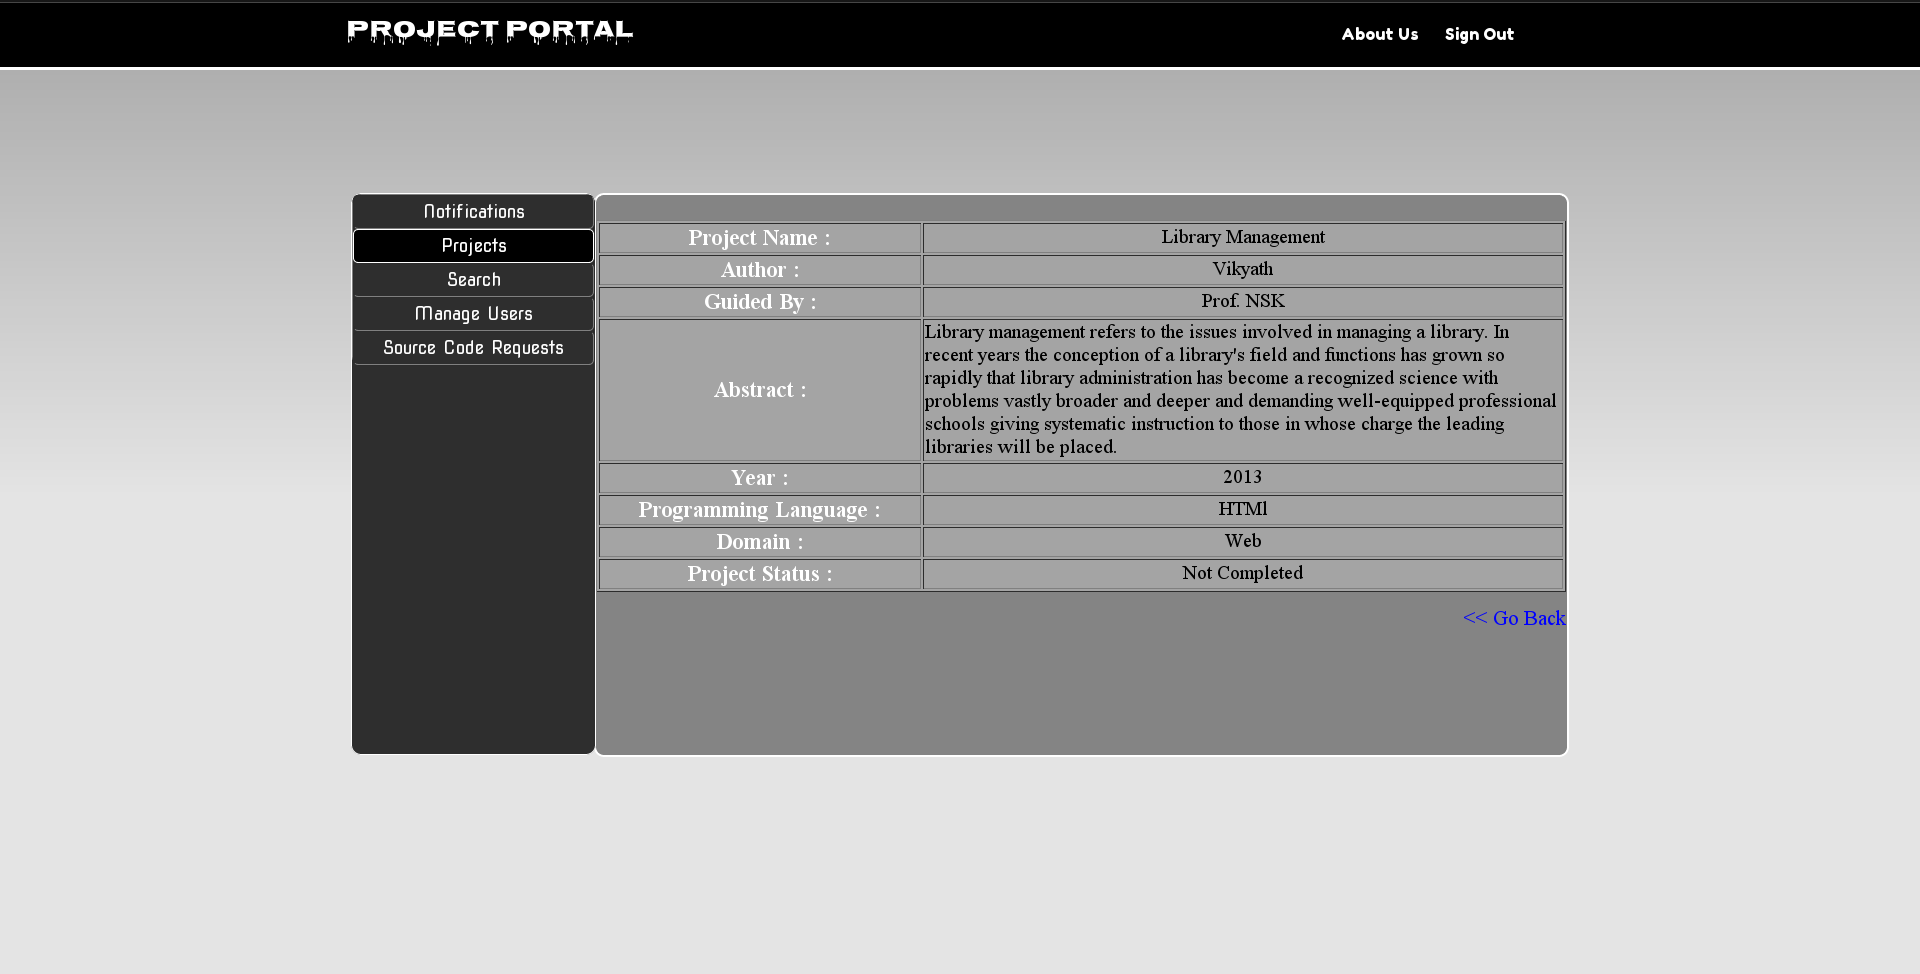 PROJECT PORTAL
About Us Sign Out
Notifications
Projects
Search
Manage Users
Source Code Requests
Project Name : Library Management
Author : Vikyath
Guided By : Prof. NSK
Abstract : Library management refers to the issues involved in managing a library. In
recent years the conception of a library's field and functions has grown so
rapidly that library administration has become a recognized science with
problems vastly broader and deeper and demanding well-equipped professional
schools giving systematic instruction to those in whose charge the leading
libraries will be placed.
Year : 2013
Programming Language : HTMl
Domain : Web
Project Status : Not Completed
<< Go Back